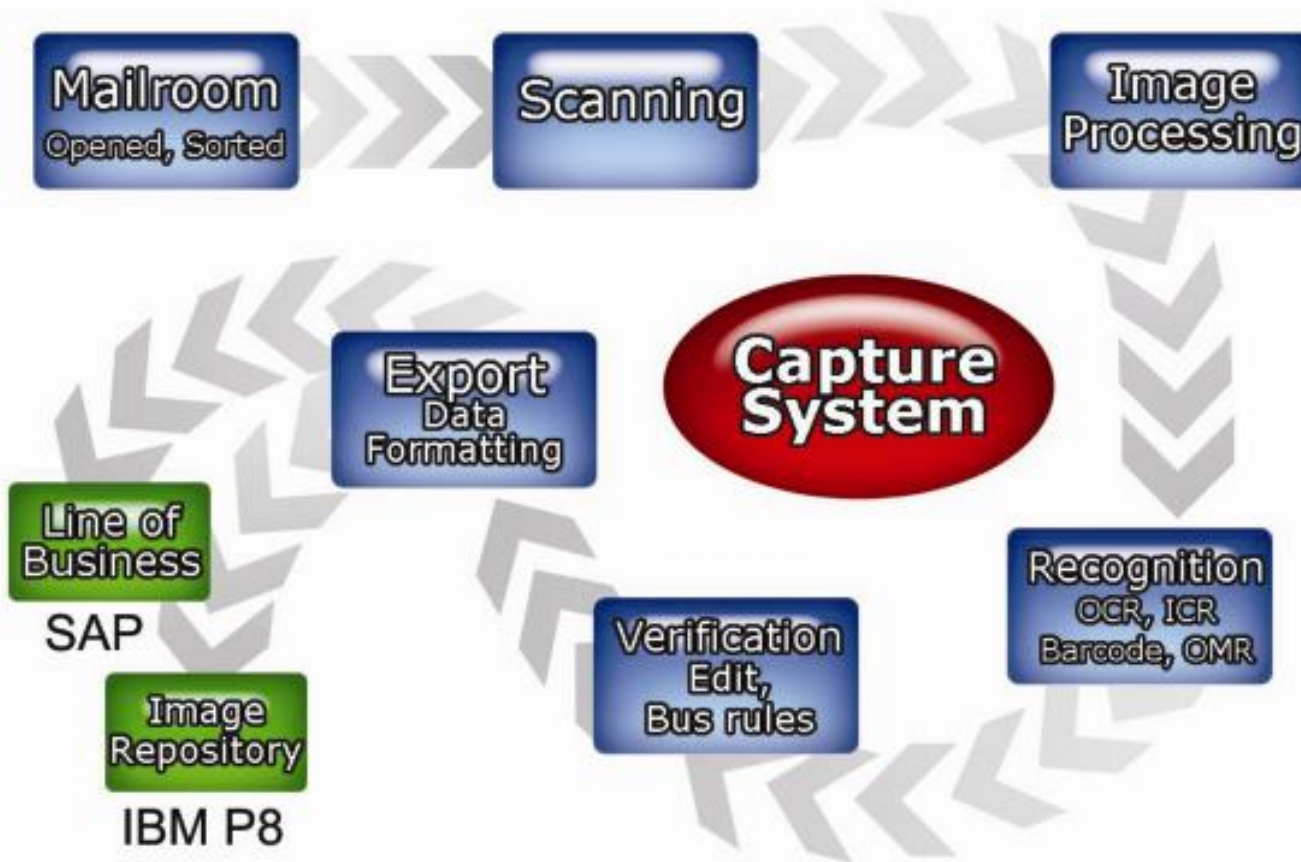 Mailroom
Opened, Sorted
Scanning
Image
Processing
Capture
System
Export
Data
Formatting
Line of
Business
SAP
Image
Repository
IBM P8
Verification
Edit,
Bus rules
Recognition
OCR, ICR
Barcode, OMR